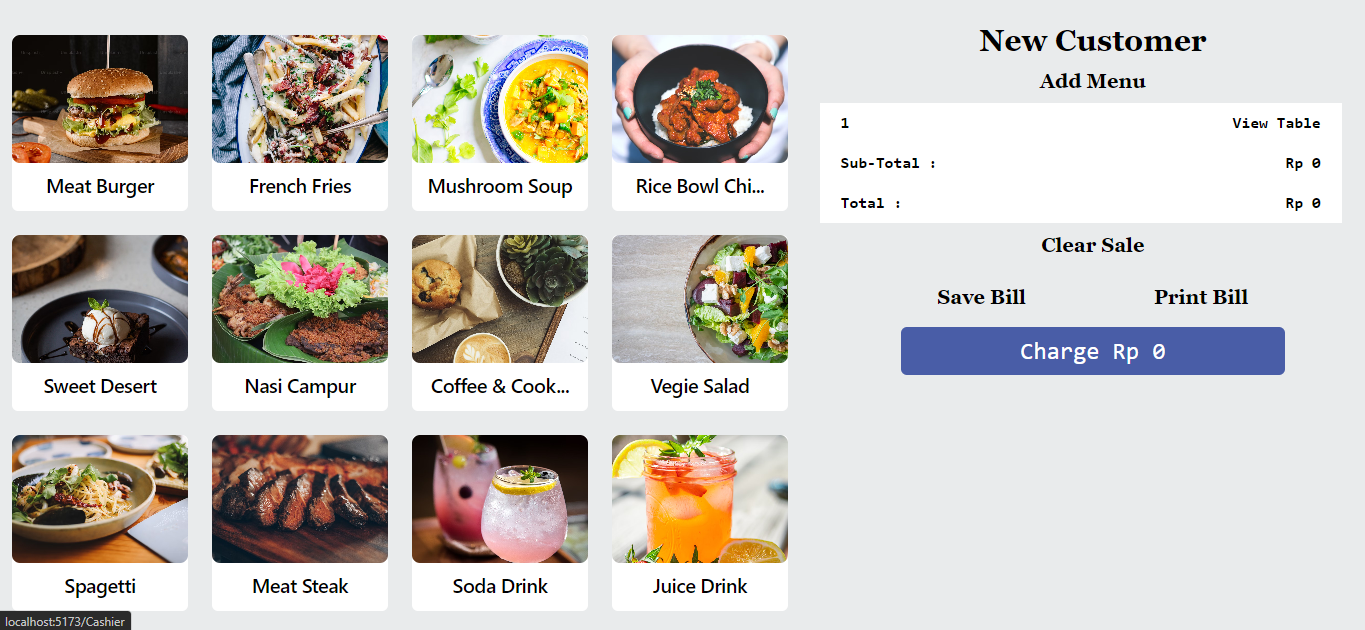 New Customer
Add Menu
1 View Table
Sub-Total : Rp 0
Total : Rp 0
Clear Sale
Save Bill Print Bill
Charge Rp 0
Meat Burger
French Fries
Mushroom Soup
Rice Bowl Chi...
Sweet Desert
Nasi Campur
Coffee & Cook...
Vegie Salad
Spagetti
Meat Steak
Soda Drink
Juice Drink
localhost:5173/Cashier